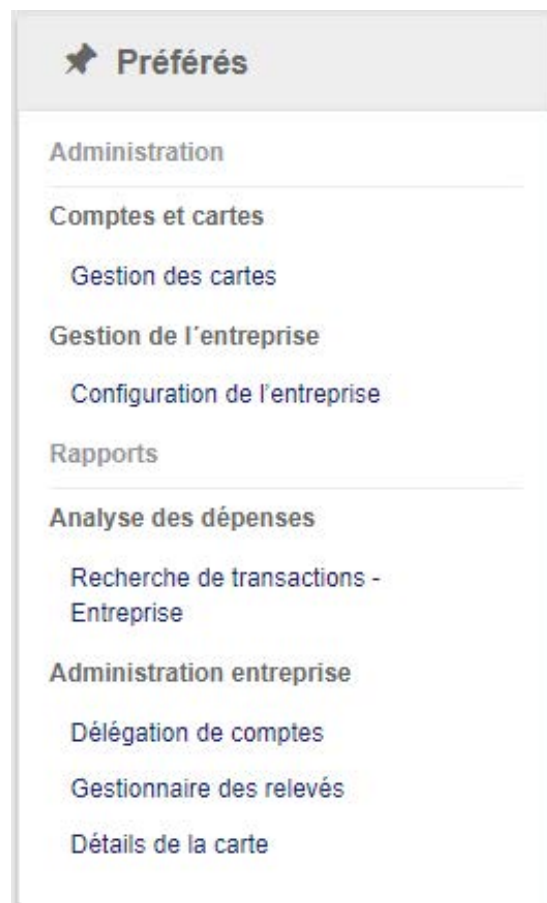 Préférés
Administration
Comptes et cartes
Gestion des cartes
Gestion de l´entreprise
Configuration de l’entreprise
Rapports
Analyse des dépenses
Recherche de transactions -
Entreprise
Administration entreprise
Délégation de comptes
Gestionnaire des relevés
Détails de la carte